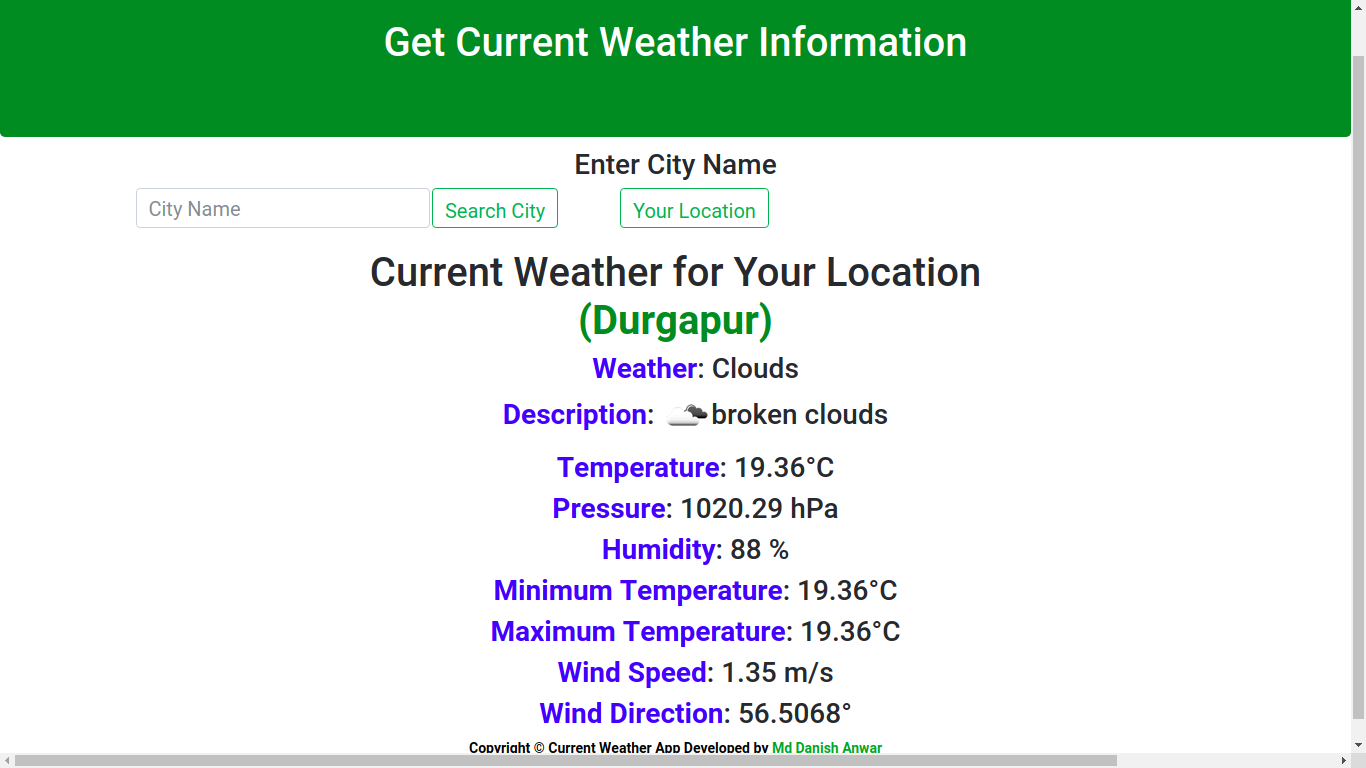 Get Current Weather Information
Enter City Name
City Name Search City Your Location
Current Weather for Your Location
(Durgapur)
Weather: Clouds
Description: broken clouds
Temperature: 19.36°C
Pressure: 1020.29 hPa
Humidity: 88 %
Minimum Temperature: 19.36°C
Maximum Temperature: 19.36°C
Wind Speed: 1.35 m/s
Wind Direction: 56.5068°
Copyright © Current Weather App Developed by Md Danish Anwar